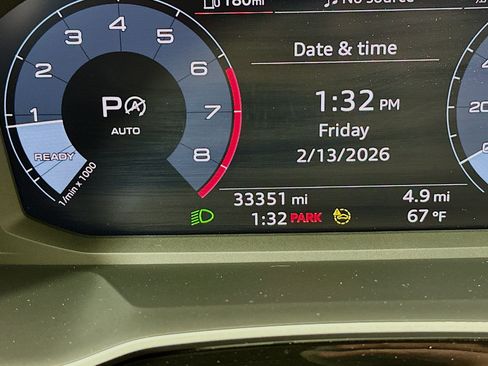 180mi
No source
Date & time
1:32 PM
Friday
2/13/2026
1
2
3
4
5
6
7
8
P
A
AUTO
READY
1/min x 1000
33351 mi
4.9 mi
1:32 PARK
67 °F